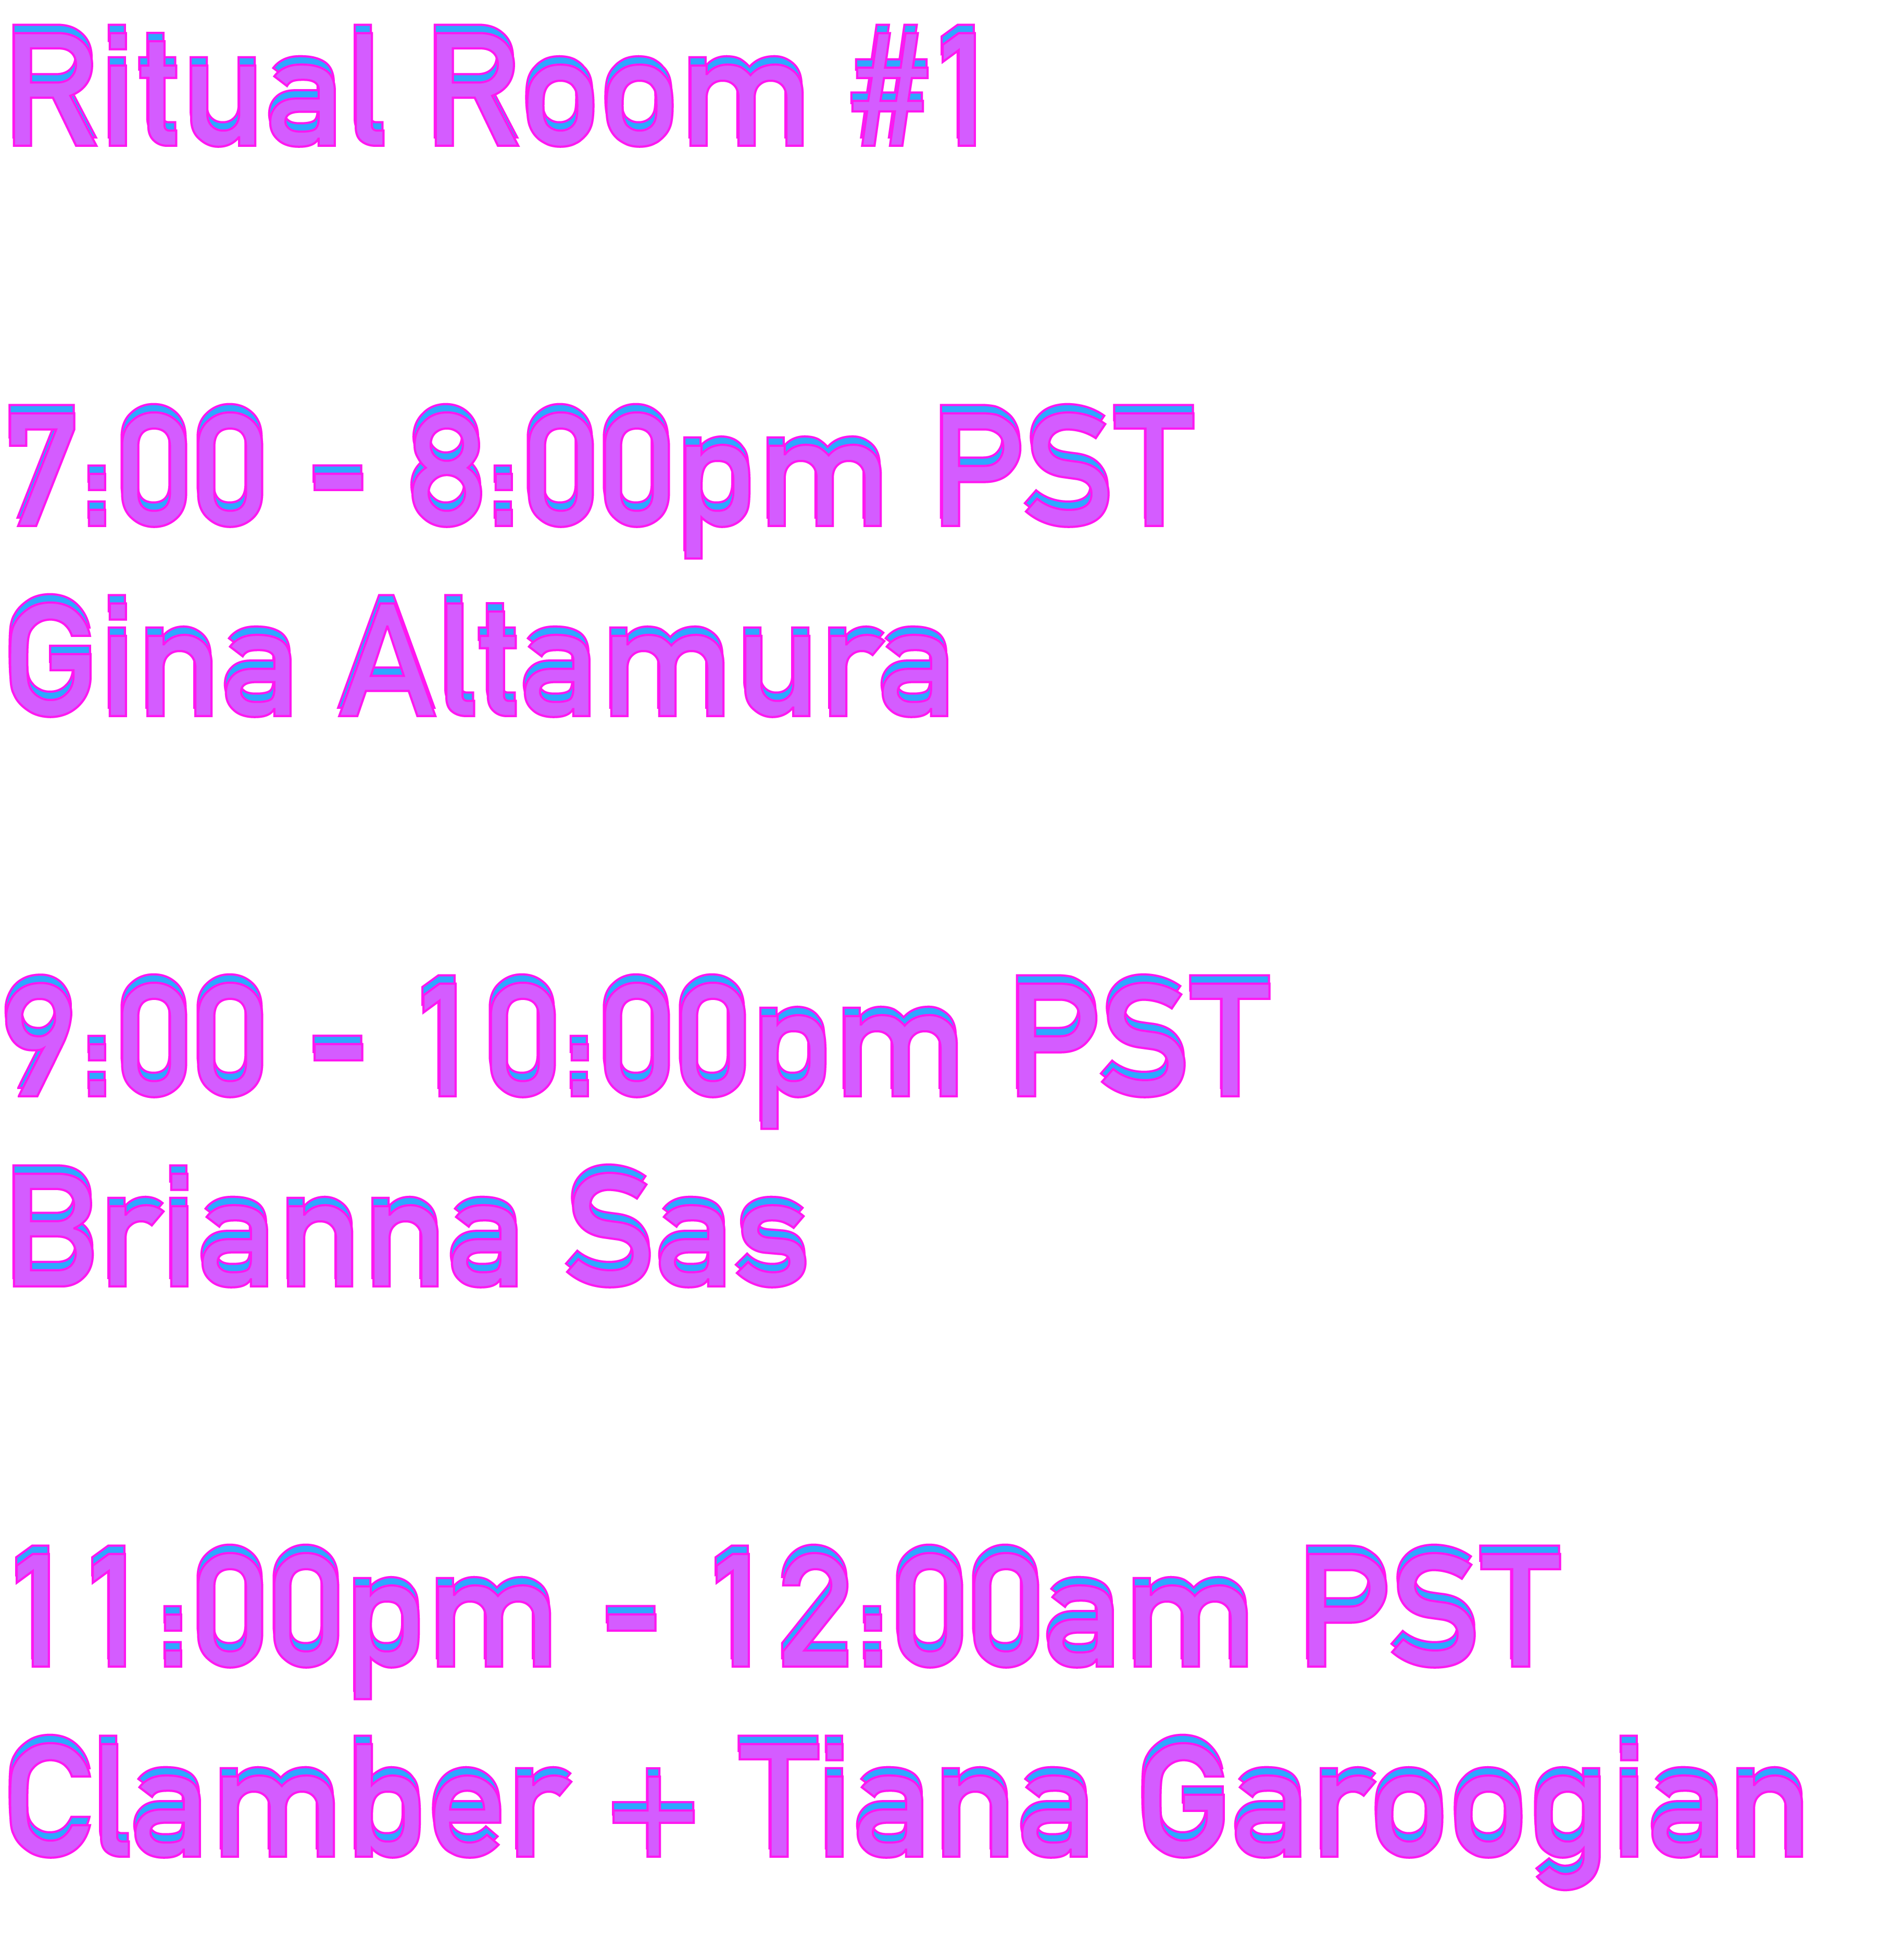 Ritual Room #1
7:00 - 8:00pm PST
Gina Altamura
9:00 - 10:00pm PST
Brianna Sas
11:00pm - 12:00am PST
Clamber + Tiana Garoogian